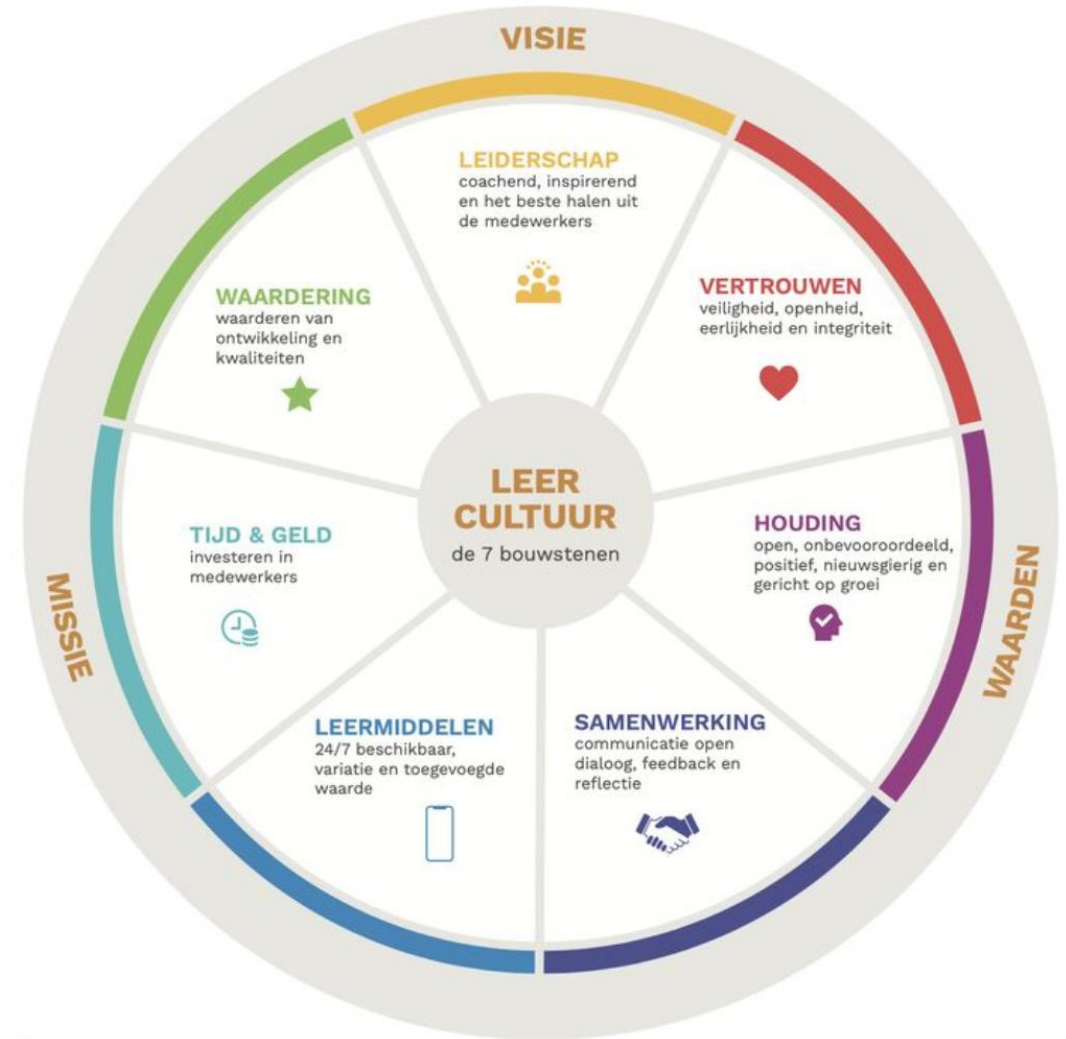 VISIE
LEIDERSCHAP
coachend, inspirerend
en het beste halen uit
de medewerkers
VERTROUWEN
veiligheid, openheid,
eerlijkheid en integriteit
WAARDERING
waarderen van
ontwikkeling en
kwaliteiten
LEER
CULTUUR
de 7 bouwstenen
HOUDING
open, onbevooroordeeld,
positief, nieuwsgierig en
gericht op groei
TIJD & GELD
investeren in
medewerkers
MISSIE
WAARDEN
LEERMIDDELEN
24/7 beschikbaar,
variatie en toegevoegde
waarde
SAMENWERKING
communicatie open
dialoog, feedback en
reflectie